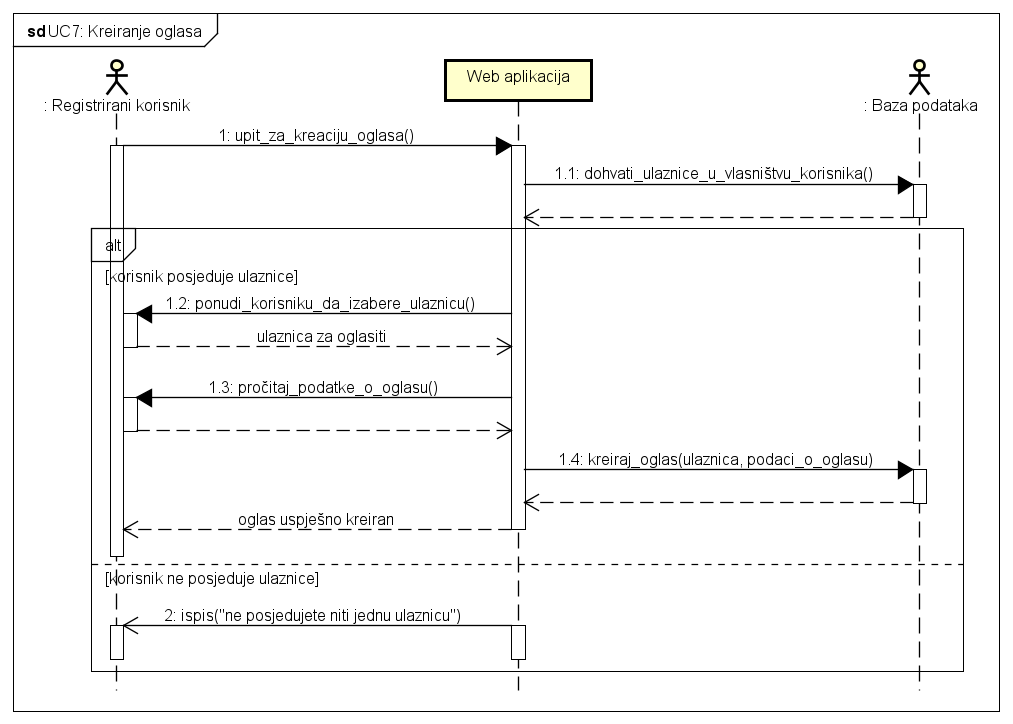 sd UC7: Kreiranje oglasa
: Registrirani korisnik
Web aplikacija
: Baza podataka
1: upit_za_kreaciju_oglasa()
1.1: dohvati_ulaznice_u_vlasništvu_korisnika()
alt
[korisnik posjeduje ulaznice]
1.2: ponudi_korisniku_da_izabere_ulaznicu()
ulaznica za oglasiti
1.3: pročitaj_podatke_o_oglasu()
1.4: kreiraj_oglas(ulaznica, podaci_o_oglasu)
oglas uspješno kreiran
[korisnik ne posjeduje ulaznice]
2: ispis("ne posjedujete niti jednu ulaznicu")